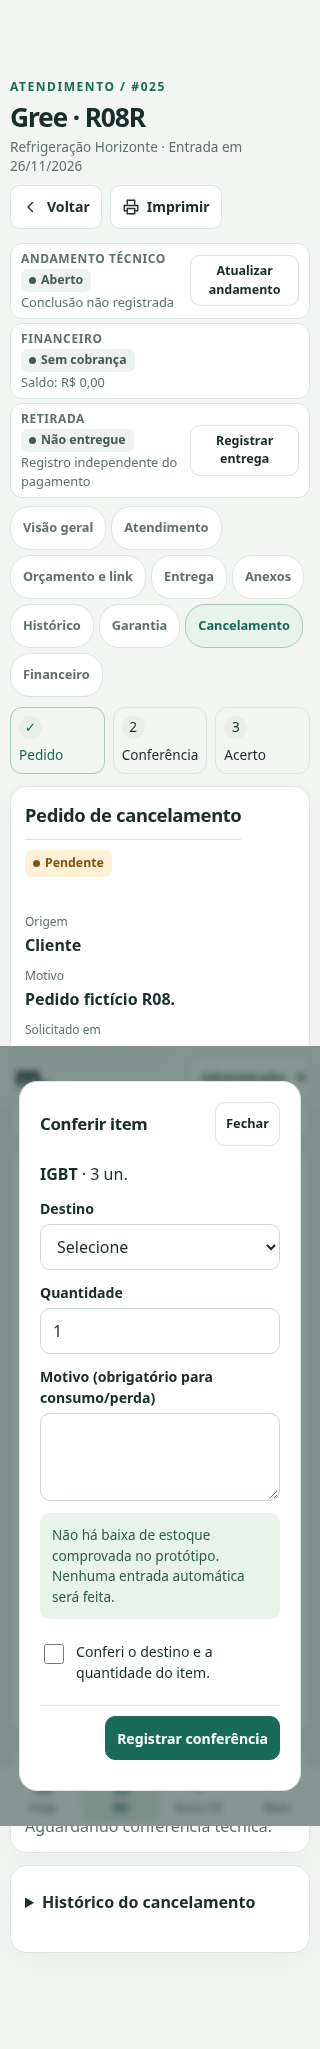 ATENDIMENTO / #025
Gree · R08R
Refrigeração Horizonte · Entrada em
26/11/2026
Voltar
Imprimir
ANDAMENTO TÉCNICO
Aberto
Conclusão não registrada
Atualizar
andamento
FINANCEIRO
Sem cobrança
Saldo: R$ 0,00
RETIRADA
Não entregue
Registro independente do
pagamento
Registrar
entrega
Visão geral
Atendimento
Orçamento e link
Entrega
Anexos
Histórico
Garantia
Cancelamento
Financeiro
✓
Pedido
2
Conferência
3
Acerto
Pedido de cancelamento
Pendente
Origem
Cliente
Motivo
Pedido fictício R08.
Solicitado em
Conferir item
Fechar
IGBT · 3 un.
Destino
Selecione
Quantidade
1
Motivo (obrigatório para
consumo/perda)
Não há baixa de estoque
comprovada no protótipo.
Nenhuma entrada automática
será feita.
Conferi o destino e a
quantidade do item.
Registrar conferência
Aguardando conferência técnica.
Histórico do cancelamento